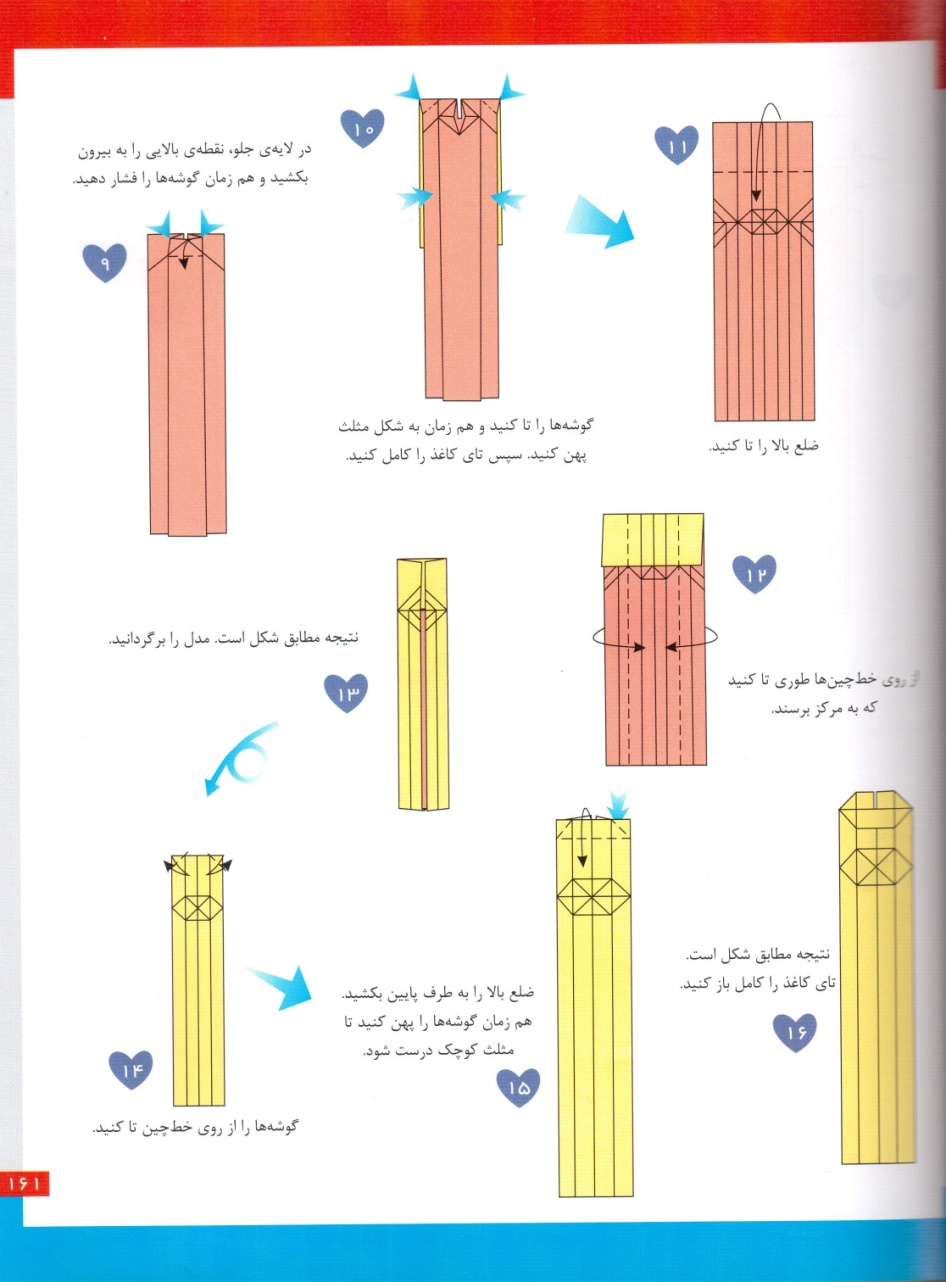 ۹
در لایه‌ی جلو، نقطه‌ی بالایی را به بیرون
بکشید و هم زمان گوشه‌ها را فشار دهید.
۱۰
گوشه‌ها را تا کنید و هم زمان به شکل مثلث
پهن کنید. سپس تای کاغذ را کامل کنید.
۱۱
ضلع بالا را تا کنید.
۱۲
از روی خط‌چین‌ها طوری تا کنید
که به مرکز برسند.
نتیجه مطابق شکل است. مدل را برگردانید.
۱۳
۱۴
گوشه‌ها را از روی خط‌چین تا کنید.
ضلع بالا را به طرف پایین بکشید.
هم زمان گوشه‌ها را پهن کنید تا
مثلث کوچک درست شود.
۱۵
نتیجه مطابق شکل است.
تای کاغذ را کامل باز کنید.
۱۶
۱۶۱